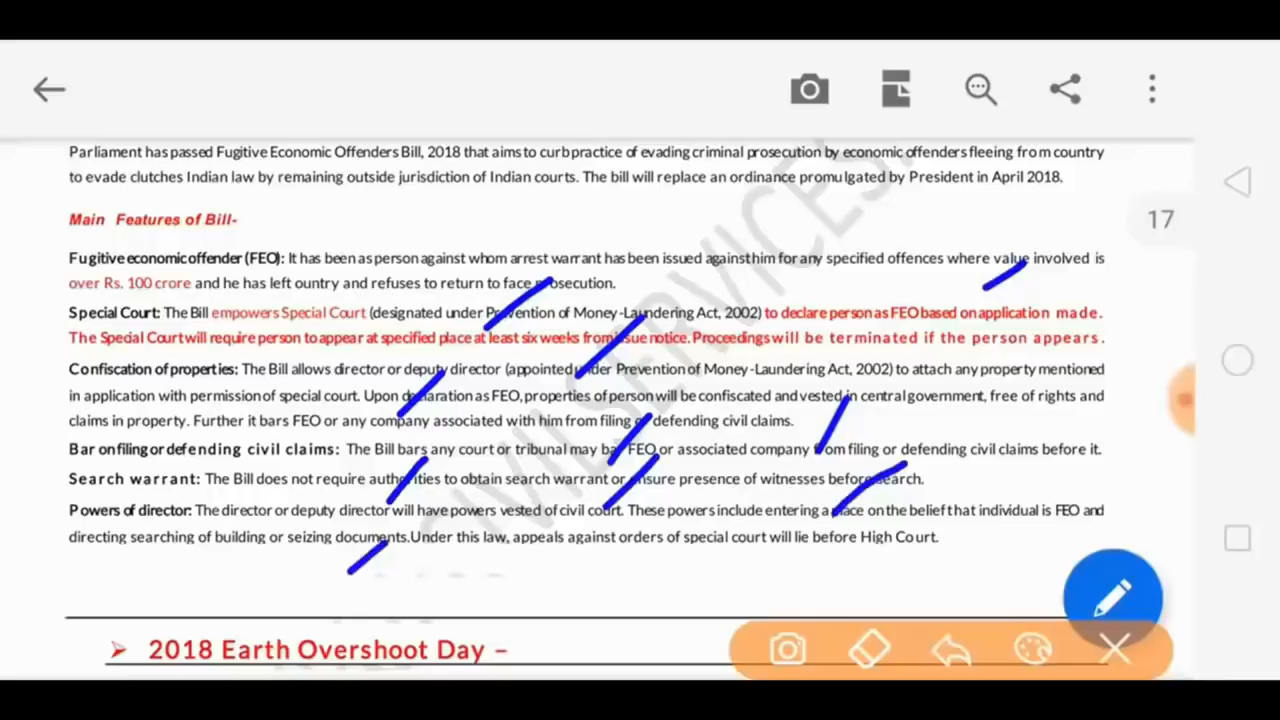 Parliament has passed Fugitive Economic Offenders Bill, 2018 that aims to curb practice of evading criminal prosecution by economic offenders fleeing from country
to evade clutches Indian law by remaining outside jurisdiction of Indian courts. The bill will replace an ordinance promulgated by President in April 2018.
17
Main Features of Bill-
Fugitive economic offender (FEO): It has been as person against whom arrest warrant has been issued against him for any specified offences where value involved is
over Rs. 100 crore and he has left ountry and refuses to return to face prosecution.
Special Court: The Bill empowers Special Court (designated under Prevention of Money-Laundering Act, 2002) to declare person as FEO based on application made.
The Special Court will require person to appear at specified place at least six weeks from issue notice. Proceedings will be terminated if the person appears.
Confiscation of properties: The Bill allows director or deputy director (appointed under Prevention of Money-Laundering Act, 2002) to attach any property mentioned
in application with permission of special court. Upon declaration as FEO, properties of person will be confiscated and vested in central government, free of rights and
claims in property. Further it bars FEO or any company associated with him from filing or defending civil claims.
Bar on filing or defending civil claims: The Bill bars any court or tribunal may bar FEO or associated company from filing or defending civil claims before it.
Search warrant: The Bill does not require authorities to obtain search warrant or ensure presence of witnesses before search.
Powers of director: The director or deputy director will have powers vested of civil court. These powers include entering a place on the belief that individual is FEO and
directing searching of building or seizing documents.Under this law, appeals against orders of special court will lie before High Court.
CIVIL SERVICES
➢ 2018 Earth Overshoot Day –